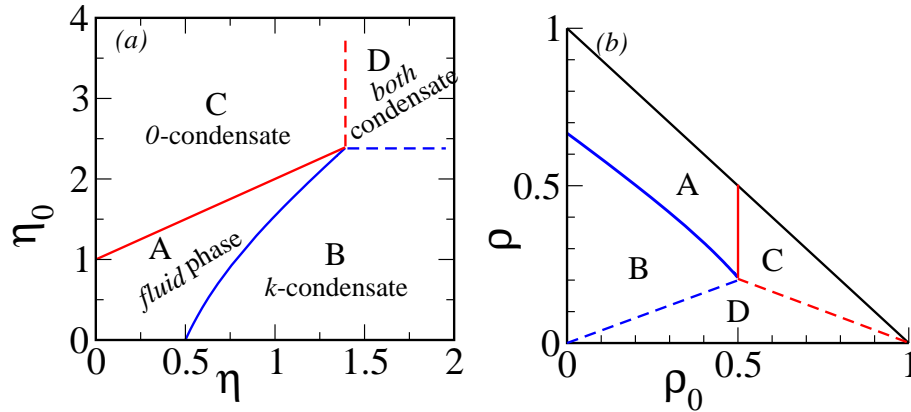 (a)
4
3
2
1
0
η0
D
both
condensate
C
0-condensate
A
fluid phase
B
k-condensate
0
0.5
1
1.5
2
η
(b)
1
0.5
0
ρ
A
B
C
D
0
0.5
1
ρ0